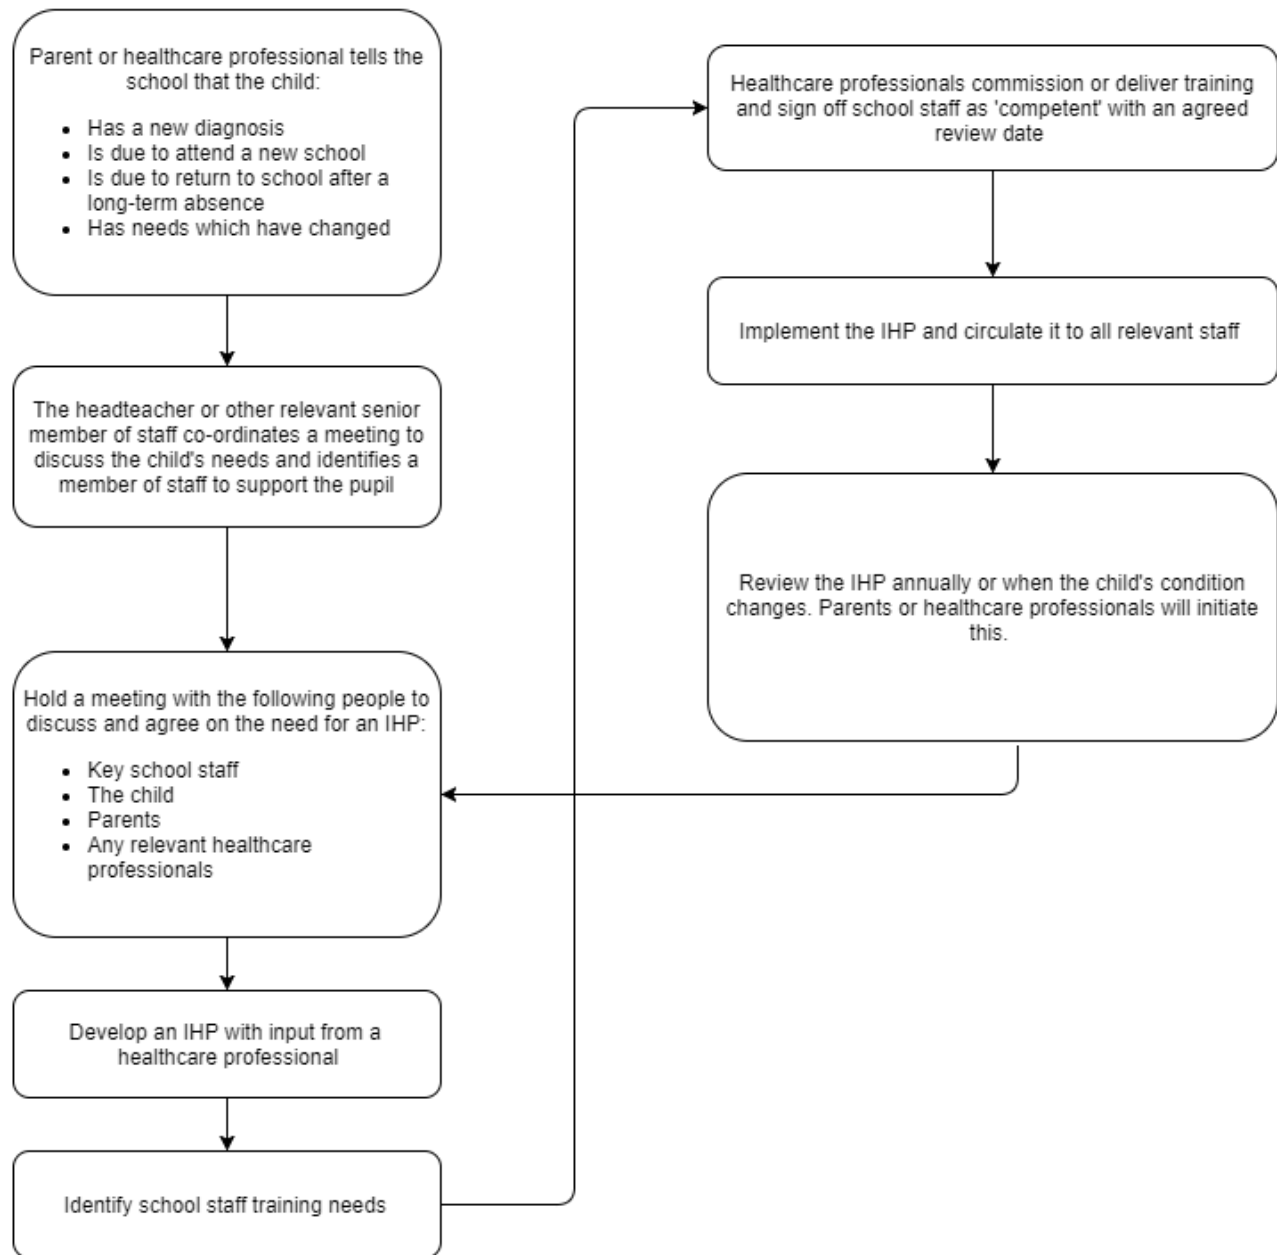 Parent or healthcare professional tells the
school that the child:
• Has a new diagnosis
• Is due to attend a new school
• Is due to return to school after a
long-term absence
• Has needs which have changed
The headteacher or other relevant senior
member of staff co-ordinates a meeting to
discuss the child's needs and identifies a
member of staff to support the pupil
Hold a meeting with the following people to
discuss and agree on the need for an IHP:
• Key school staff
• The child
• Parents
• Any relevant healthcare
professionals
Develop an IHP with input from a
healthcare professional
Identify school staff training needs
Healthcare professionals commission or deliver training
and sign off school staff as 'competent' with an agreed
review date
Implement the IHP and circulate it to all relevant staff
Review the IHP annually or when the child's condition
changes. Parents or healthcare professionals will initiate
this.